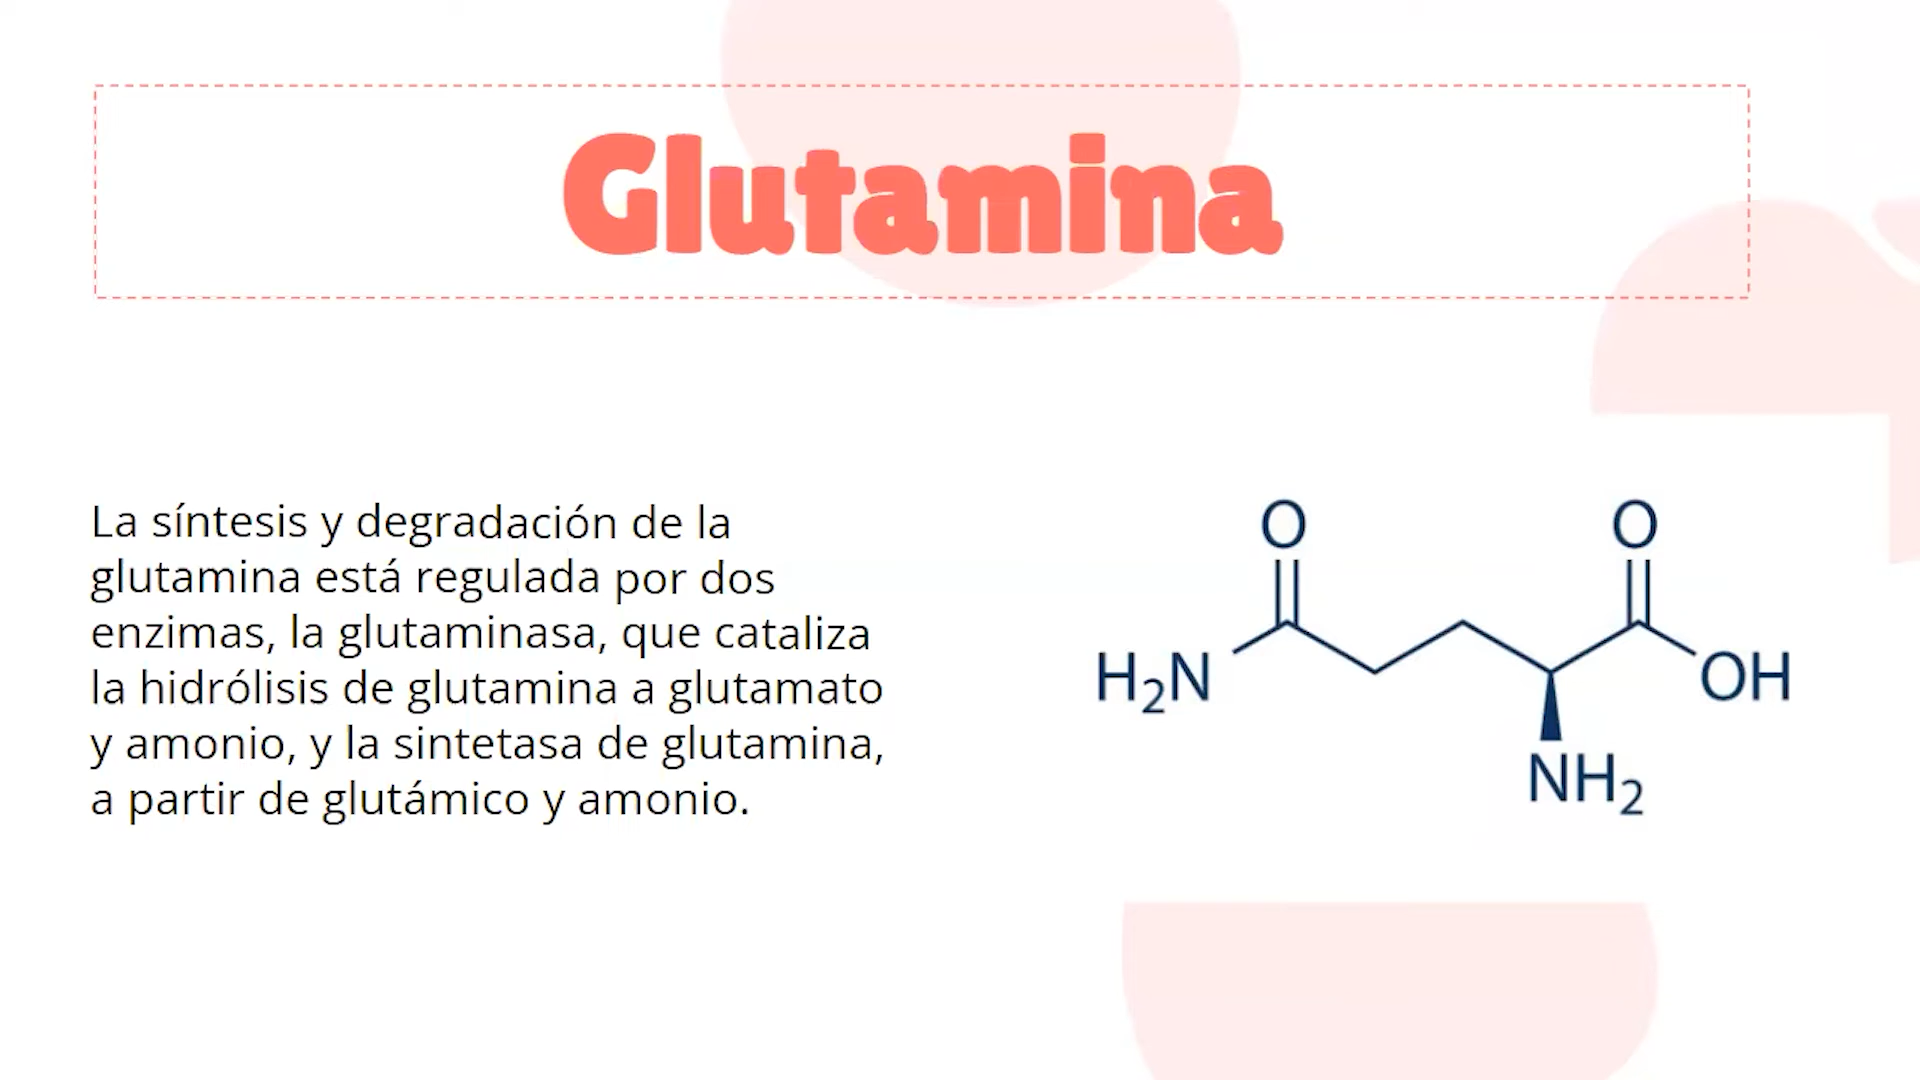 Glutamina
La síntesis y degradación de la
glutamina está regulada por dos
enzimas, la glutaminasa, que cataliza
la hidrólisis de glutamina a glutamato
y amonio, y la sintetasa de glutamina,
a partir de glutámico y amonio.
O O
H₂N OH
NH₂